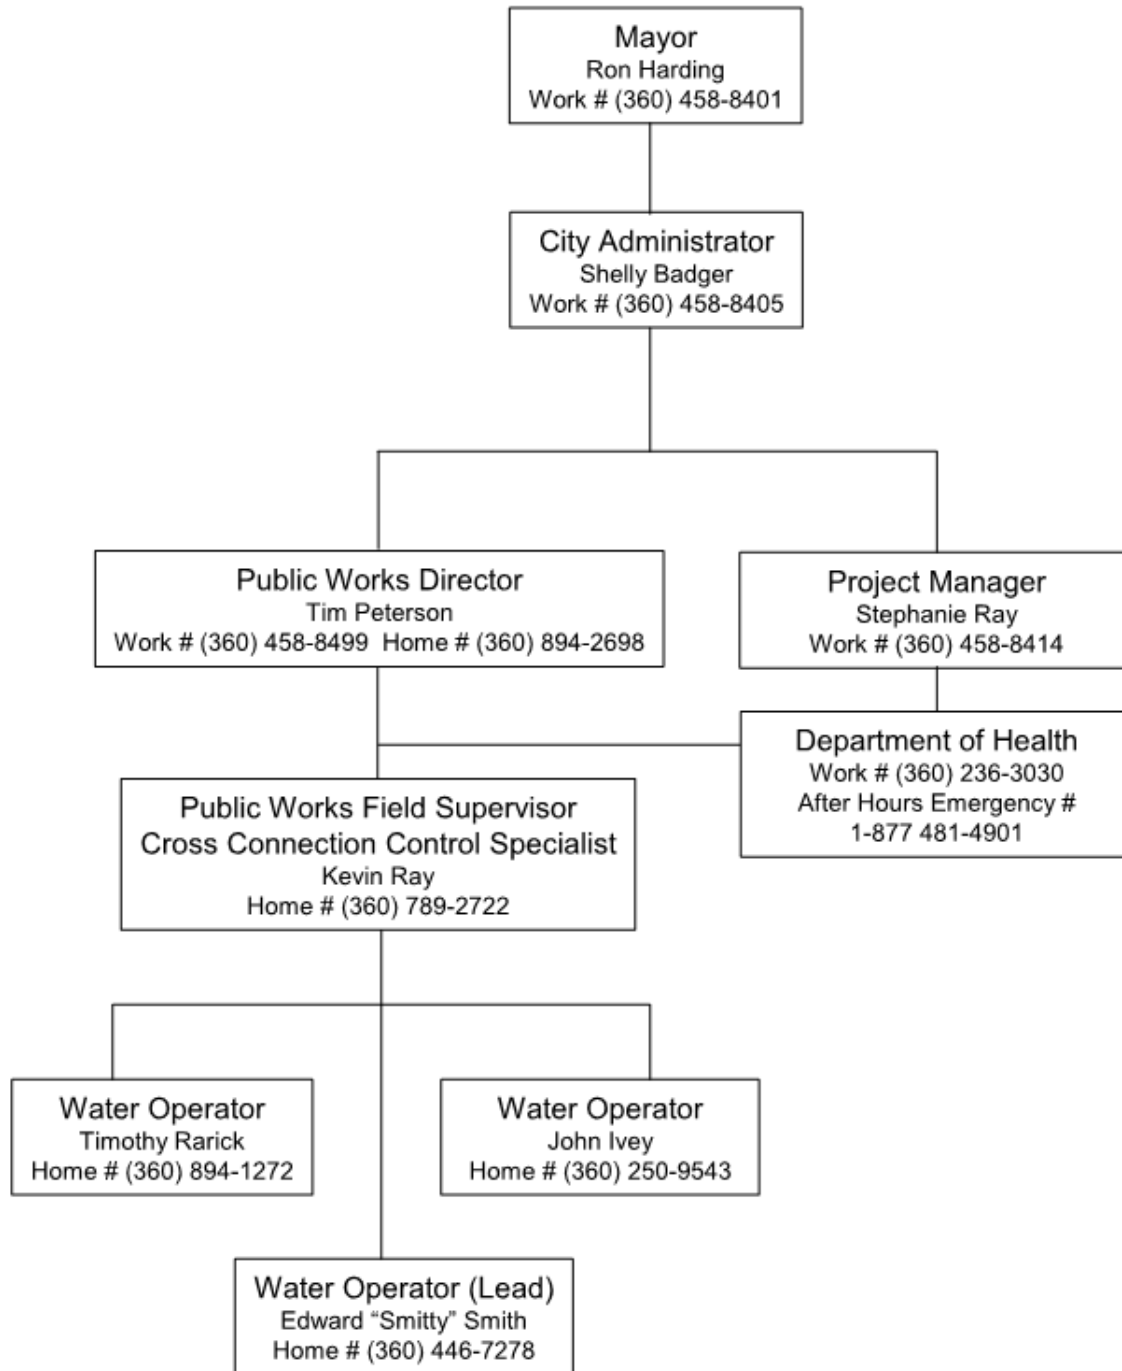 Mayor
Ron Harding
Work # (360) 458-8401
City Administrator
Shelly Badger
Work # (360) 458-8405
Public Works Director
Tim Peterson
Work # (360) 458-8499  Home # (360) 894-2698
Project Manager
Stephanie Ray
Work # (360) 458-8414
Department of Health
Work # (360) 236-3030
After Hours Emergency #
1-877 481-4901
Public Works Field Supervisor
Cross Connection Control Specialist
Kevin Ray
Home # (360) 789-2722
Water Operator
Timothy Rarick
Home # (360) 894-1272
Water Operator
John Ivey
Home # (360) 250-9543
Water Operator (Lead)
Edward “Smitty” Smith
Home # (360) 446-7278